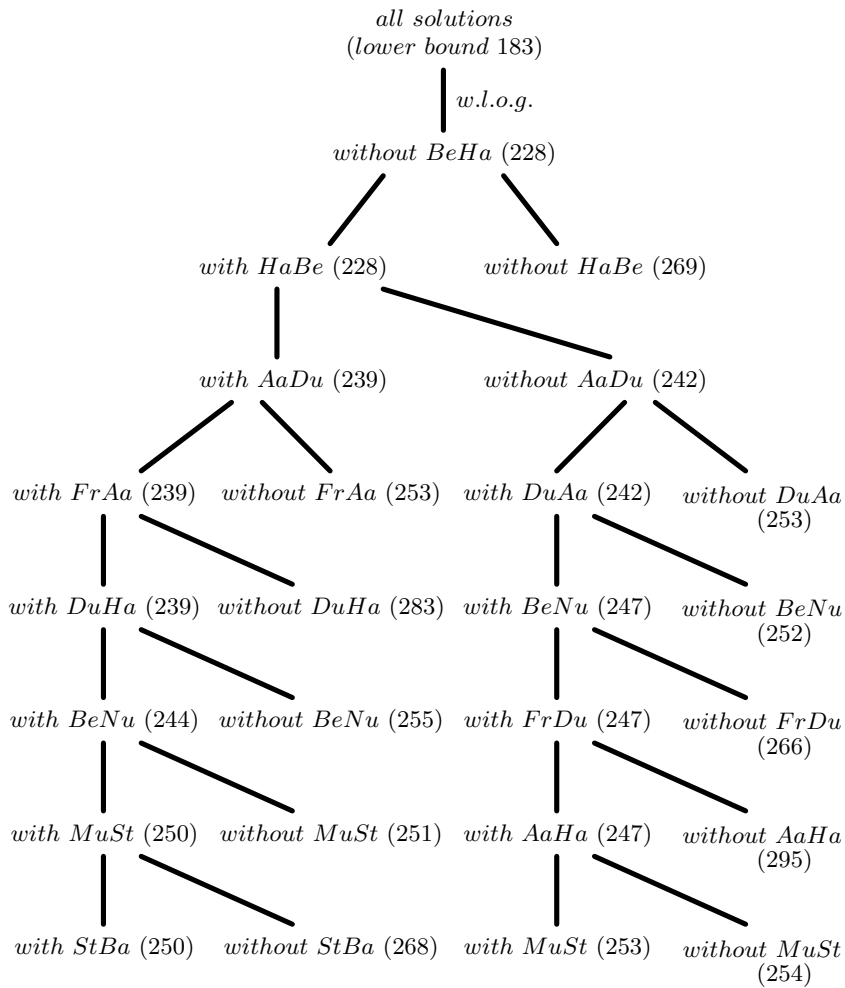 all solutions
(lower bound 183)
w.l.o.g.
without BeHa (228)
with HaBe (228) without HaBe (269)
with AaDu (239) without AaDu (242)
with FrAa (239) without FrAa (253) with DuAa (242) without DuAa
(253)
with DuHa (239) without DuHa (283) with BeNu (247) without BeNu
(252)
with BeNu (244) without BeNu (255) with FrDu (247) without FrDu
(266)
with MuSt (250) without MuSt (251) with AaHa (247) without AaHa
(295)
with StBa (250) without StBa (268) with MuSt (253) without MuSt
(254)